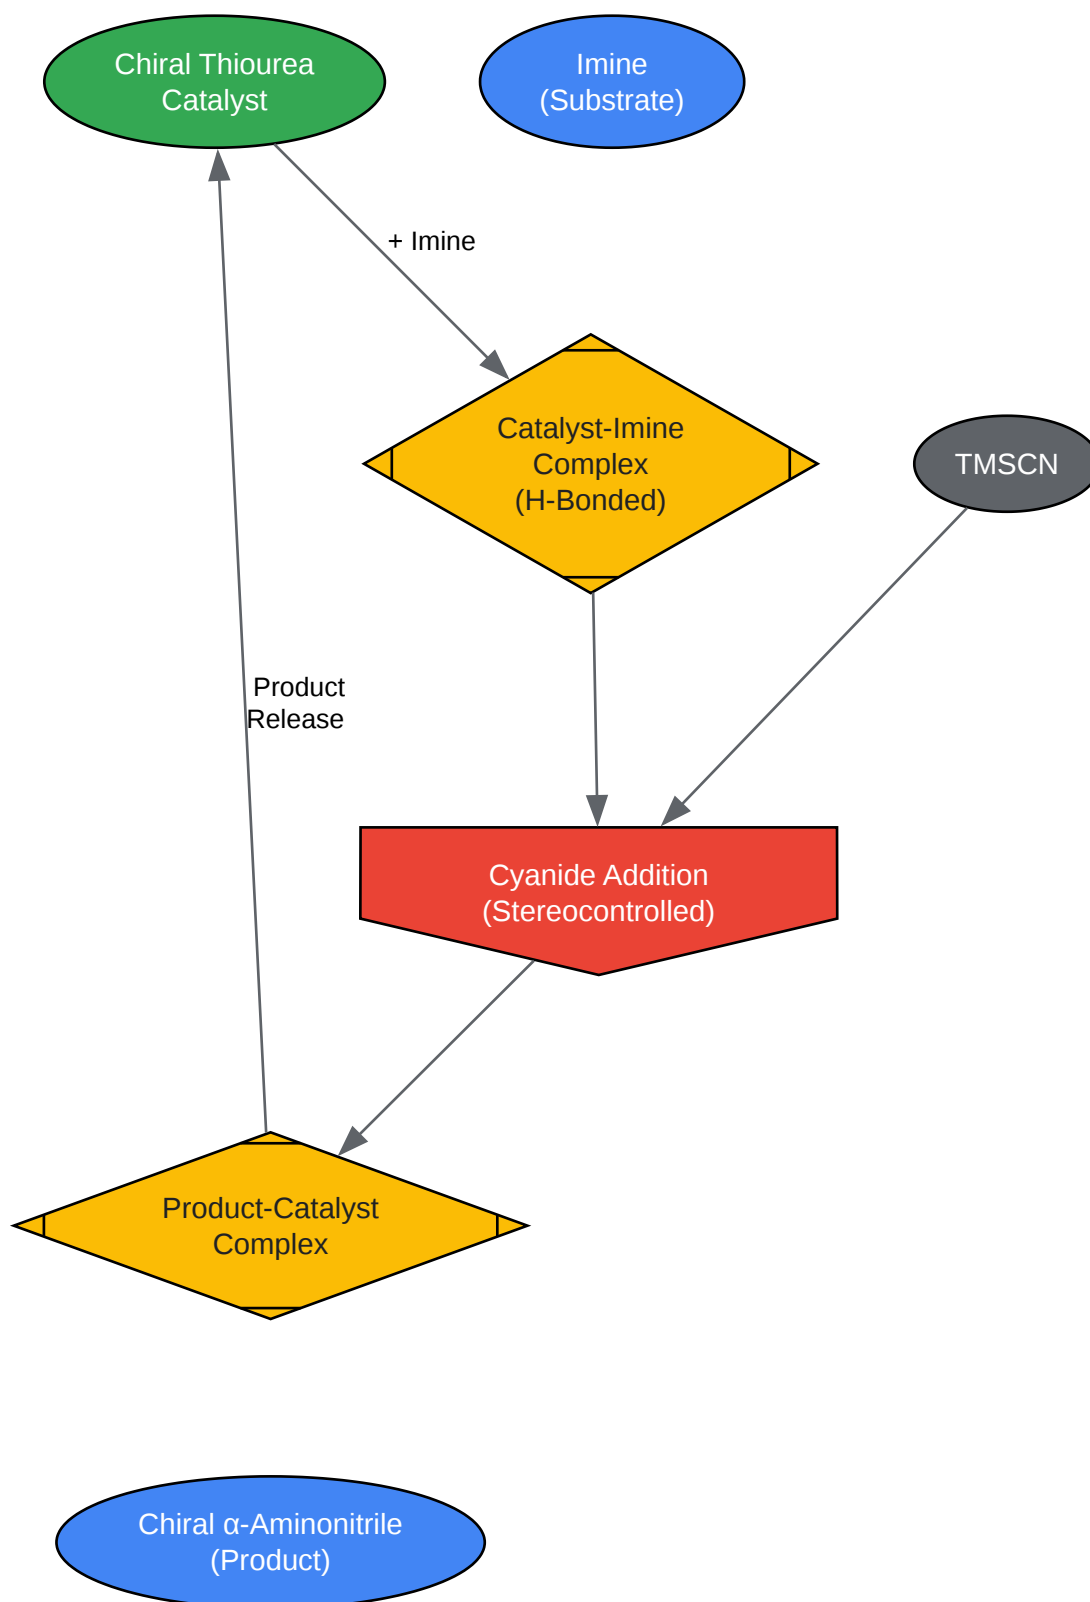 Chiral Thiourea
Catalyst
Imine
(Substrate)
+ Imine
Catalyst-Imine
Complex
(H-Bonded)
TMSCN
Product
Release
Cyanide Addition
(Stereocontrolled)
Product-Catalyst
Complex
Chiral α-Aminonitrile
(Product)